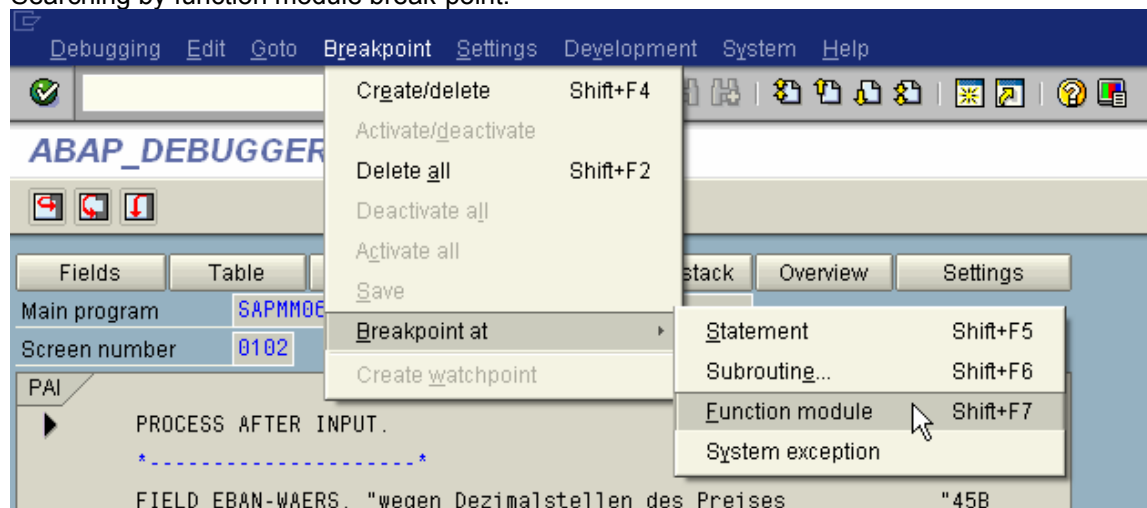 Searching by function module break-point.
Debugging Edit Goto Breakpoint Settings Development System Help
Create/delete Shift+F4
Activate/deactivate
ABAP_DEBUGGER
Delete all Shift+F2
Deactivate all
Activate all
Fields Table stack Overview Settings
Save
Main program SAPMM06
Breakpoint at
Statement Shift+F5
Screen number 0102
Create watchpoint
Subroutine... Shift+F6
PAI
Function module Shift+F7
PROCESS AFTER INPUT.
System exception
*----------------------*
FIELD EBAN-WAERS. "wegen Dezimalstellen des Preises "45B